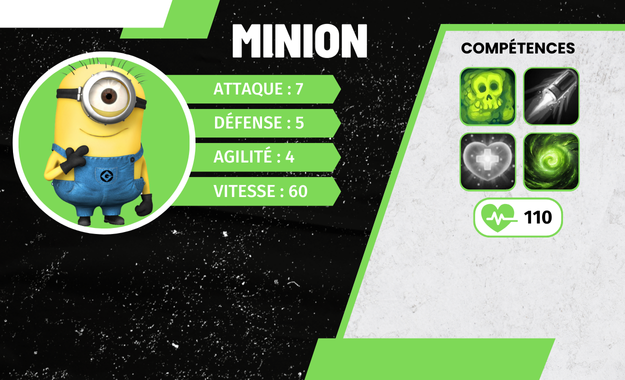 MINION
ATTAQUE : 7
DÉFENSE : 5
AGILITÉ : 4
VITESSE : 60
COMPÉTENCES
110